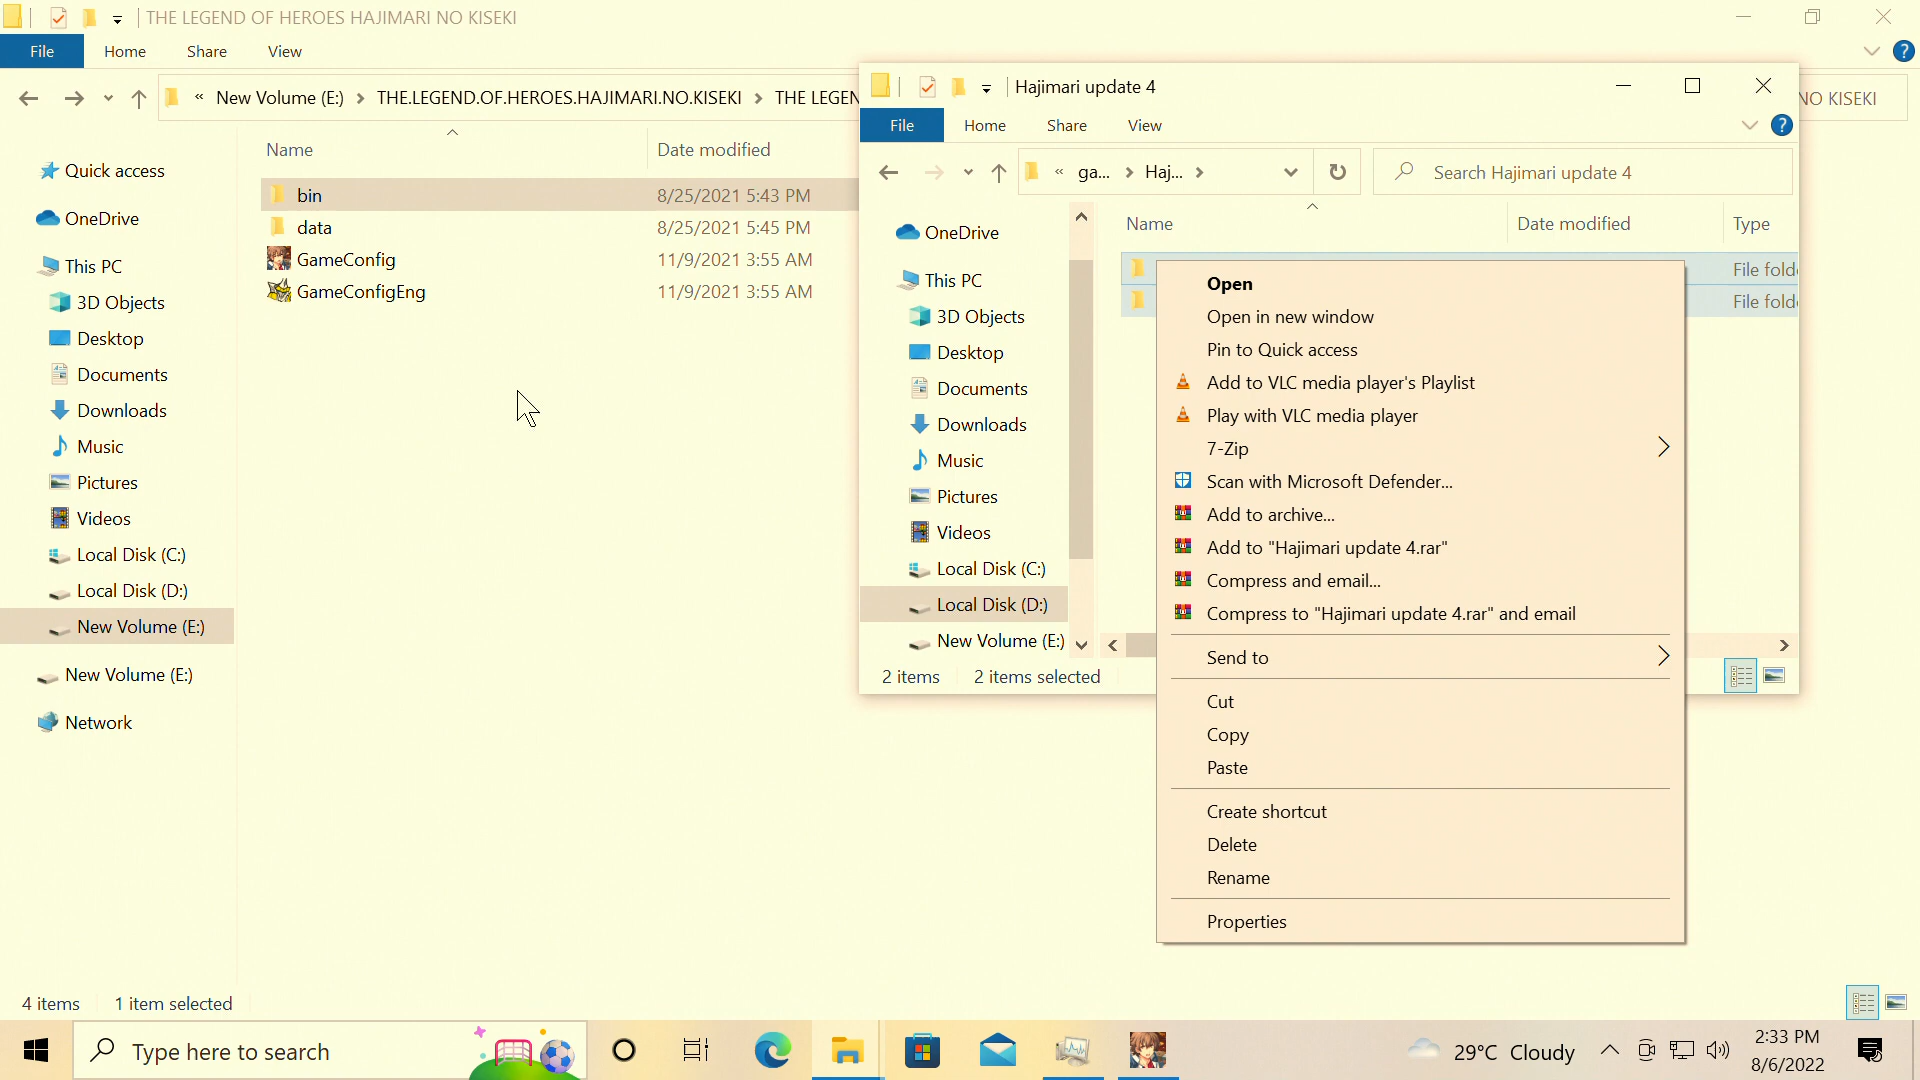 THE LEGEND OF HEROES HAJIMARI NO KISEKI
File Home Share View
« New Volume (E:) > THE.LEGEND.OF.HEROES.HAJIMARI.NO.KISEKI > THE LEGEN
NO KISEKI
Name Date modified
bin 8/25/2021 5:43 PM
data 8/25/2021 5:45 PM
GameConfig 11/9/2021 3:55 AM
GameConfigEng 11/9/2021 3:55 AM
Quick access
OneDrive
This PC
3D Objects
Desktop
Documents
Downloads
Music
Pictures
Videos
Local Disk (C:)
Local Disk (D:)
New Volume (E:)
New Volume (E:)
Network
4 items 1 item selected
Hajimari update 4
File Home Share View
« ga... > Haj... >
Search Hajimari update 4
Name Date modified Type
File fold
File fold
OneDrive
This PC
3D Objects
Desktop
Documents
Downloads
Music
Pictures
Videos
Local Disk (C:)
Local Disk (D:)
New Volume (E:)
2 items 2 items selected
Open
Open in new window
Pin to Quick access
Add to VLC media player's Playlist
Play with VLC media player
7-Zip
Scan with Microsoft Defender...
Add to archive...
Add to "Hajimari update 4.rar"
Compress and email...
Compress to "Hajimari update 4.rar" and email
Send to
Cut
Copy
Paste
Create shortcut
Delete
Rename
Properties
Type here to search
29°C Cloudy
2:33 PM
8/6/2022